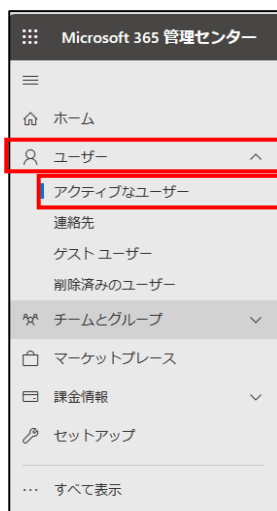 Microsoft 365 管理センター
ホーム
ユーザー
アクティブなユーザー
連絡先
ゲスト ユーザー
削除済みのユーザー
チームとグループ
マーケットプレース
課金情報
セットアップ
… すべて表示